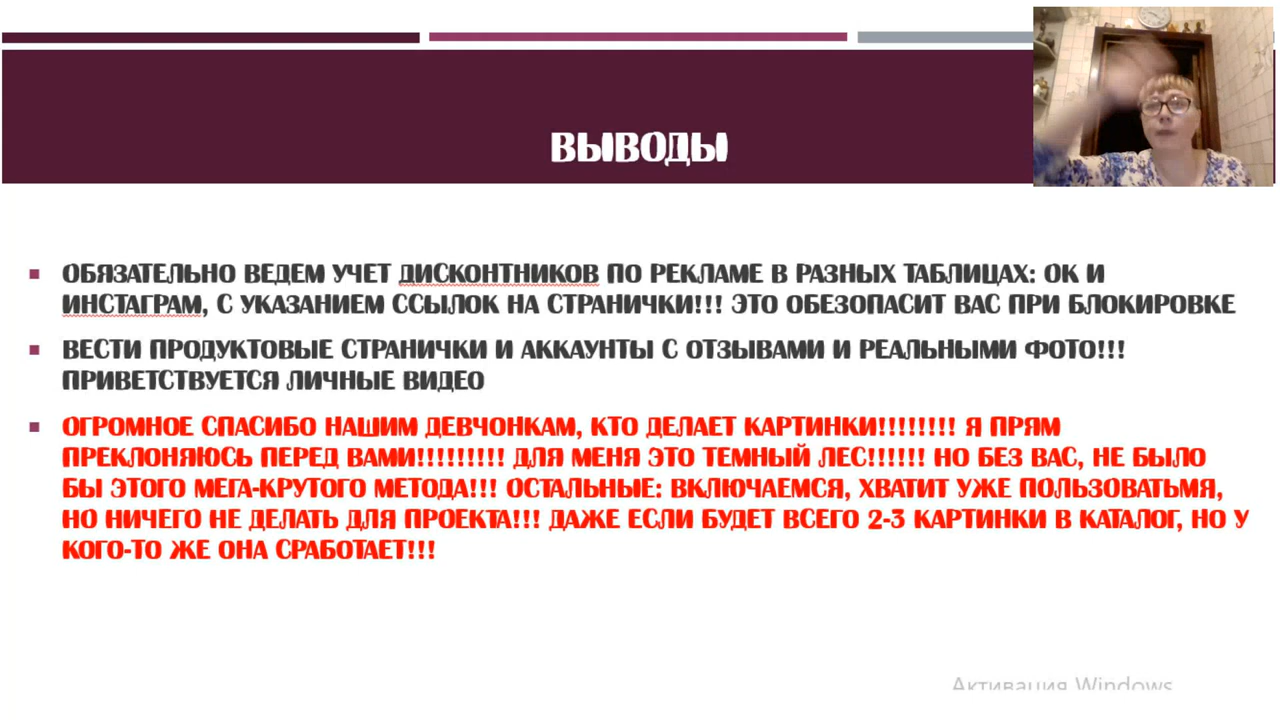 ВЫВОДЫ
ОБЯЗАТЕЛЬНО ВЕДЕМ УЧЕТ ДИСКОНТНИКОВ ПО РЕКЛАМЕ В РАЗНЫХ ТАБЛИЦАХ: ОК И
ИНСТАГРАМ, С УКАЗАНИЕМ ССЫЛОК НА СТРАНИЧКИ!!! ЭТО ОБЕЗОПАСИТ ВАС ПРИ БЛОКИРОВКЕ
ВЕСТИ ПРОДУКТОВЫЕ СТРАНИЧКИ И АККАУНТЫ С ОТЗЫВАМИ И РЕАЛЬНЫМИ ФОТО!!!
ПРИВЕТСТВУЕТСЯ ЛИЧНЫЕ ВИДЕО
ОГРОМНОЕ СПАСИБО НАШИМ ДЕВЧОНКАМ, КТО ДЕЛАЕТ КАРТИНКИ!!!!!!!! Я ПРЯМ
ПРЕКЛОНЯЮСЬ ПЕРЕД ВАМИ!!!!!!!!! ДЛЯ МЕНЯ ЭТО ТЕМНЫЙ ЛЕС!!!!!! НО БЕЗ ВАС, НЕ БЫЛО
БЫ ЭТОГО МЕГА-КРУТОГО МЕТОДА!!! ОСТАЛЬНЫЕ: ВКЛЮЧАЕМСЯ, ХВАТИТ УЖЕ ПОЛЬЗОВАТЬМЯ,
НО НИЧЕГО НЕ ДЕЛАТЬ ДЛЯ ПРОЕКТА!!! ДАЖЕ ЕСЛИ БУДЕТ ВСЕГО 2-3 КАРТИНКИ В КАТАЛОГ, НО У
КОГО-ТО ЖЕ ОНА СРАБОТАЕТ!!!
Активация Windows